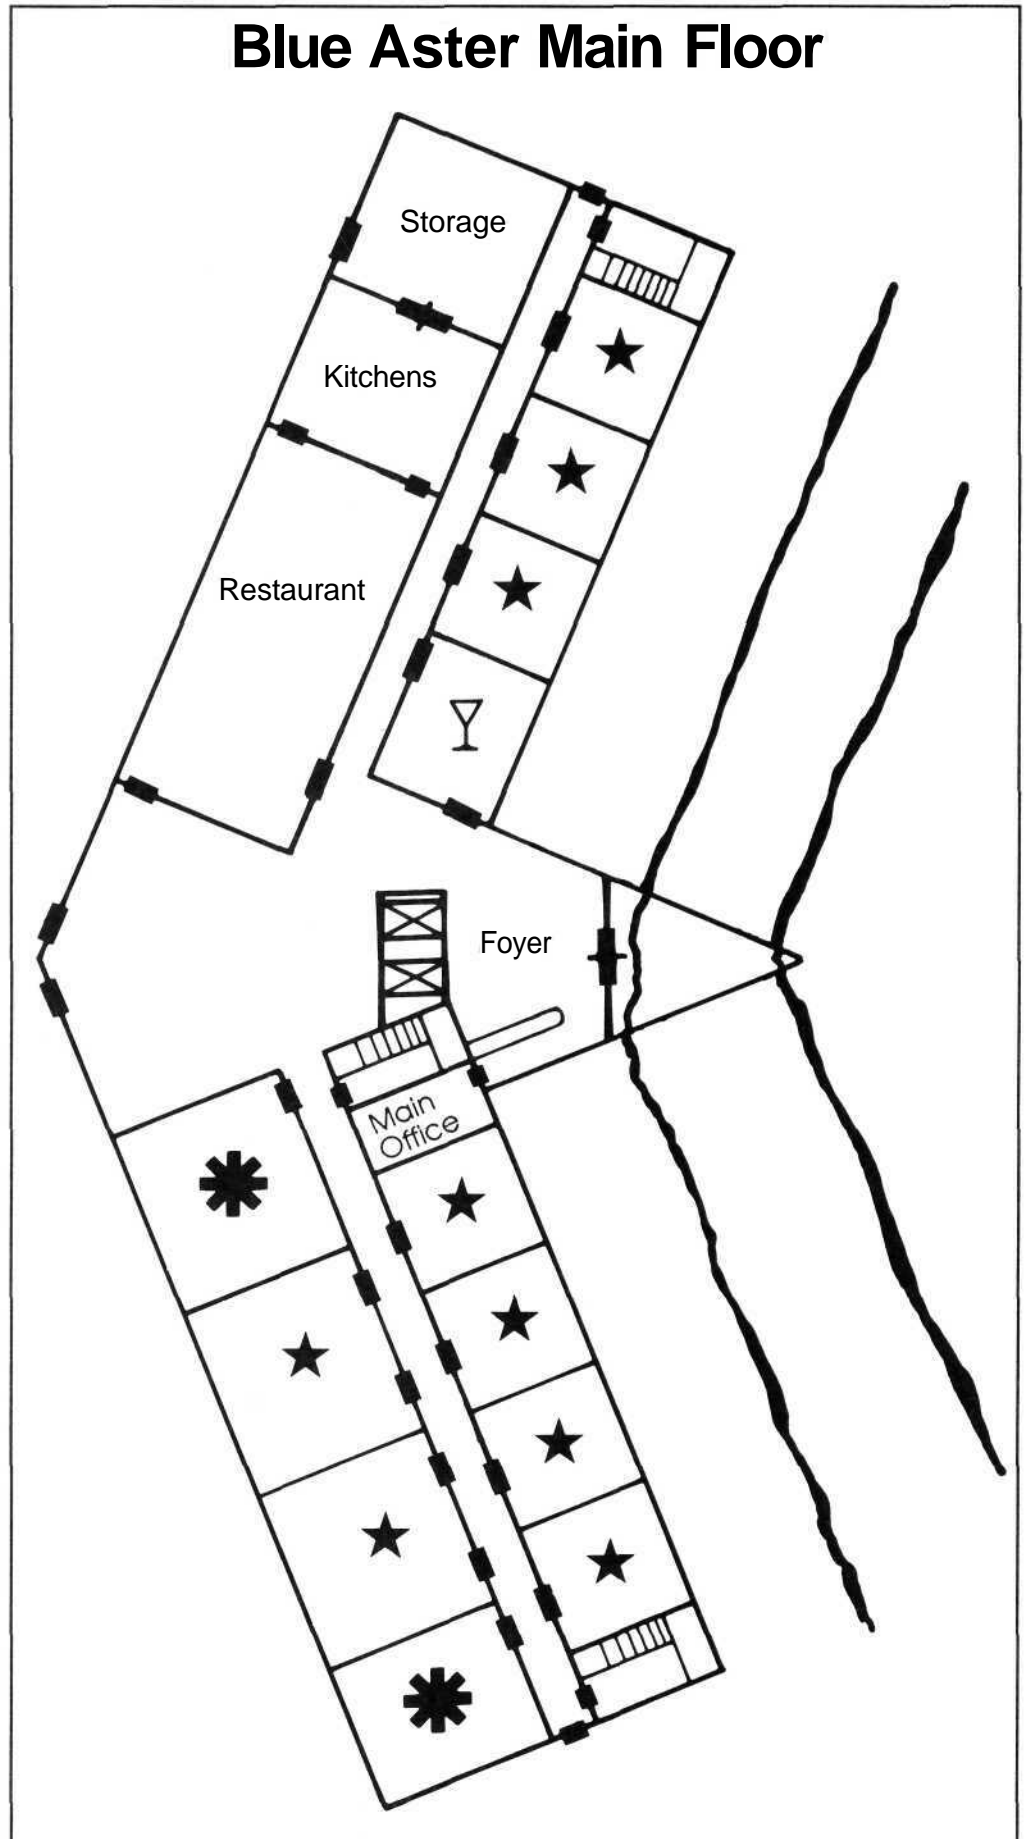 Blue Aster Main Floor
Storage
Kitchens
Restaurant
Foyer
Main
Office